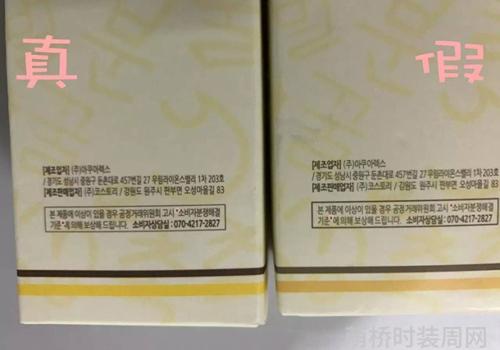 真
[제조업자] (주)아쿠아렉스
/ 경기도 성남시 중원구 둔촌대로 457번길 27 우림라이온스밸리 1차 203호
[제조판매업자] (주)코스토리 / 강원도 원주시 판부면 오성마을길 83
본 제품에 이상이 있을 경우 공정거래위원회 고시 "소비자분쟁해결
기준"에 의해 보상해 드립니다. 소비자상담실 : 070-4217-2827
假
[제조업자] (주)아쿠아렉스
/ 경기도 성남시 중원구 둔촌대로 457번길 27 우림라이온스밸리 1차 203호
[제조판매업자] (주)코스토리 / 강원도 원주시 판부면 오성마을길 83
본 제품에 이상이 있을 경우 공정거래위원회 고시 "소비자분쟁해결
기준"에 의해 보상해 드립니다. 소비자상담실 : 070-4217-2827
桥时装周网